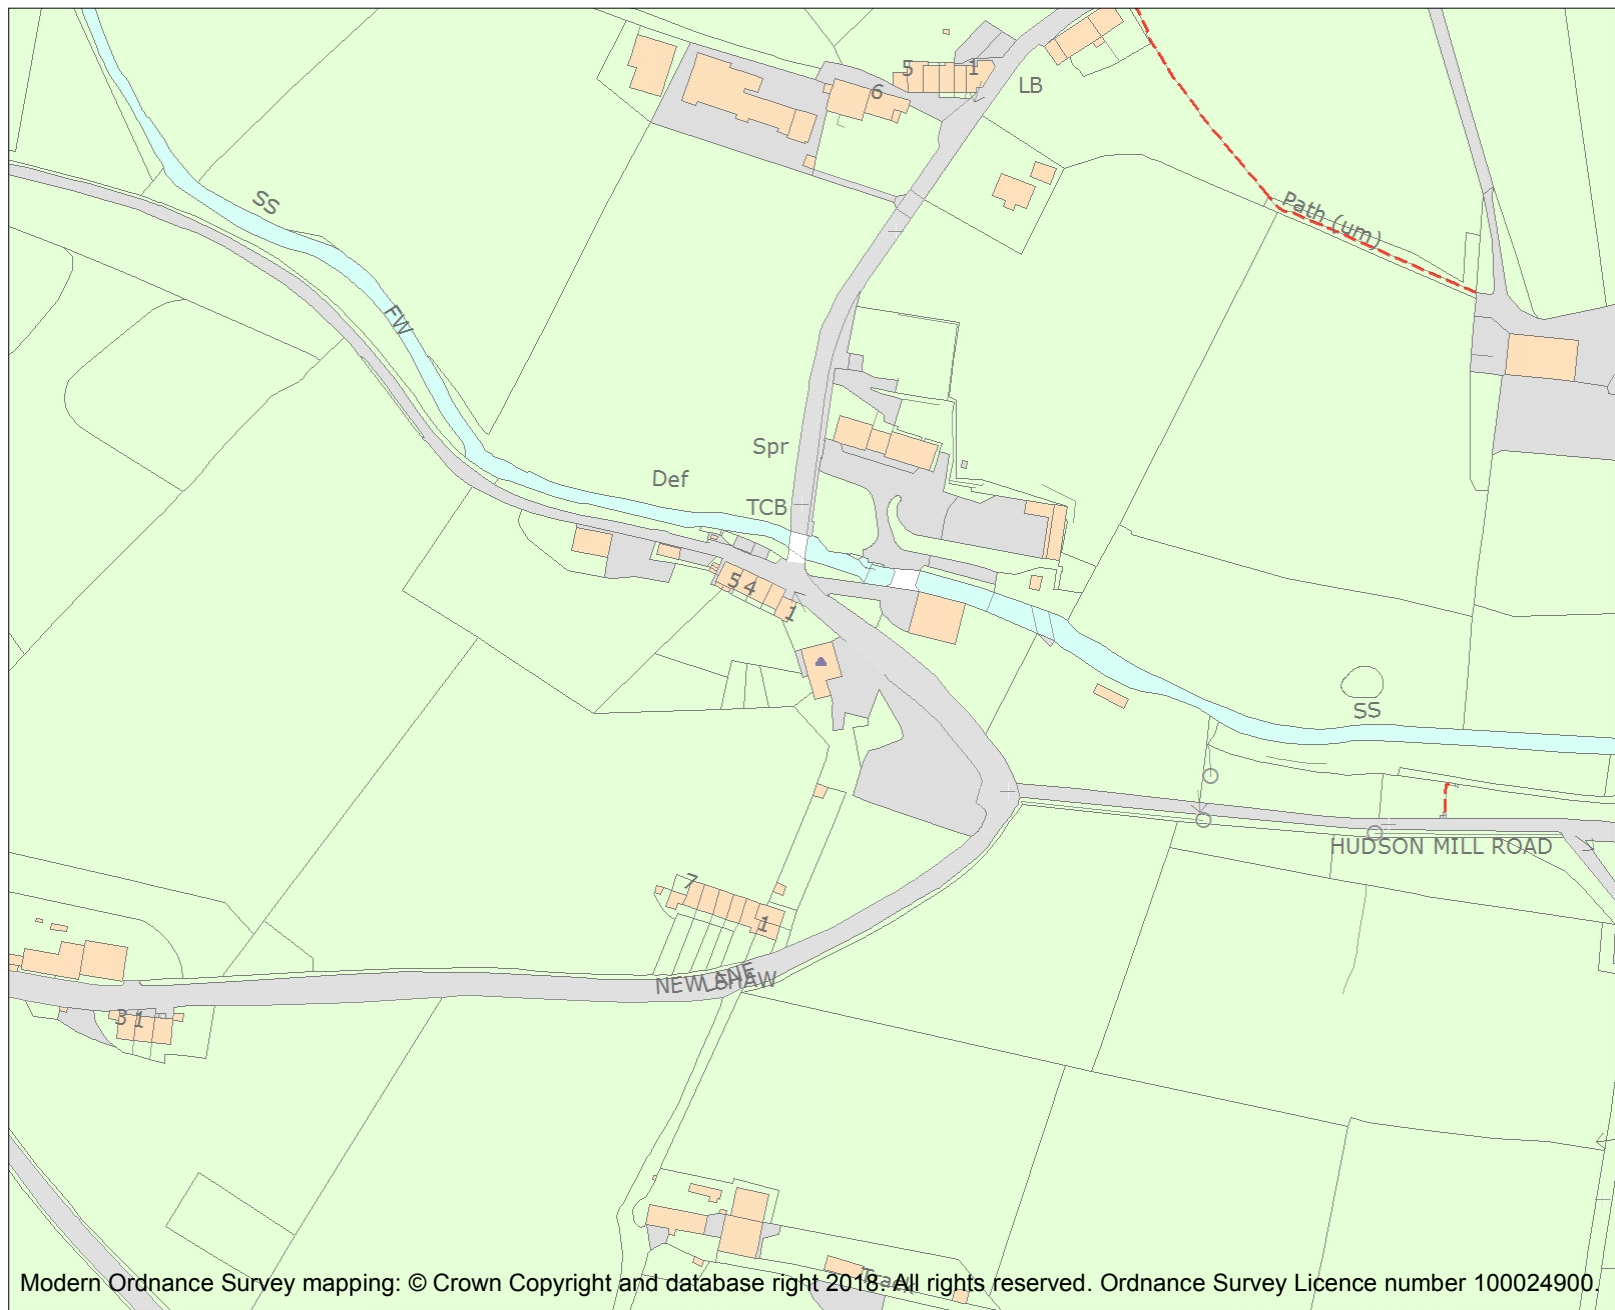 5
1
6
LB
SS
Path (um)
FW
Spr
Def
TCB
5
4
1
SS
HUDSON MILL ROAD
7
1
NEW SHAW
LANE
3
1
Track
Modern Ordnance Survey mapping: © Crown Copyright and database right 2018. All rights reserved. Ordnance Survey Licence number 100024900.